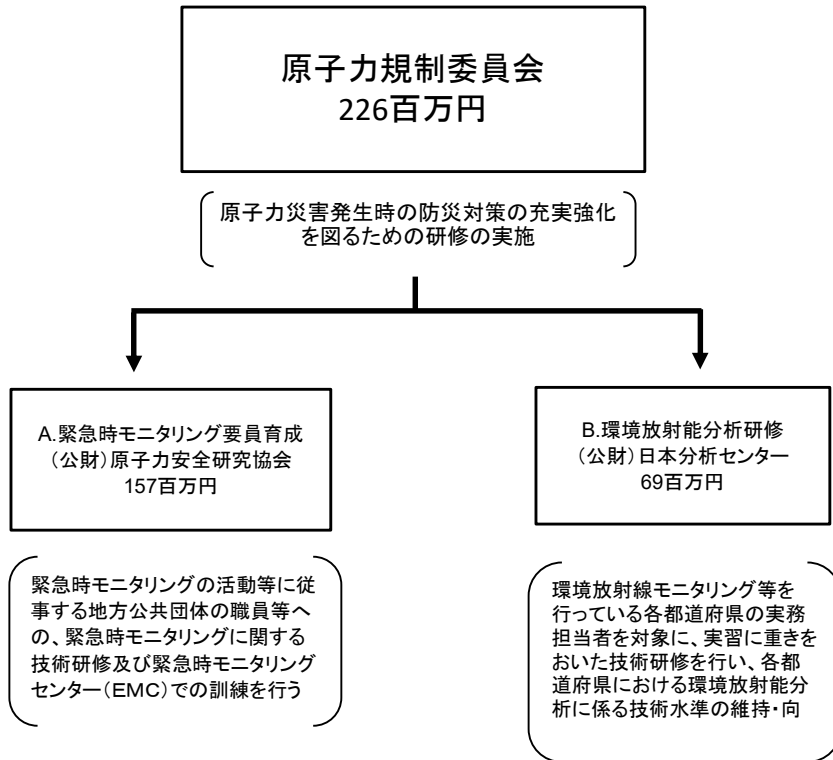 原子力規制委員会
226百万円
原子力災害発生時の防災対策の充実強化
を図るための研修の実施
A.緊急時モニタリング要員育成
（公財）原子力安全研究協会
157百万円
B.環境放射能分析研修
（公財）日本分析センター
69百万円
緊急時モニタリングの活動等に従
事する地方公共団体の職員等へ
の、緊急時モニタリングに関する
技術研修及び緊急時モニタリング
センター（EMC）での訓練を行う
環境放射線モニタリング等を
行っている各都道府県の実務
担当者を対象に、実習に重きを
おいた技術研修を行い、各都
道府県における環境放射能分
析に係る技術水準の維持・向